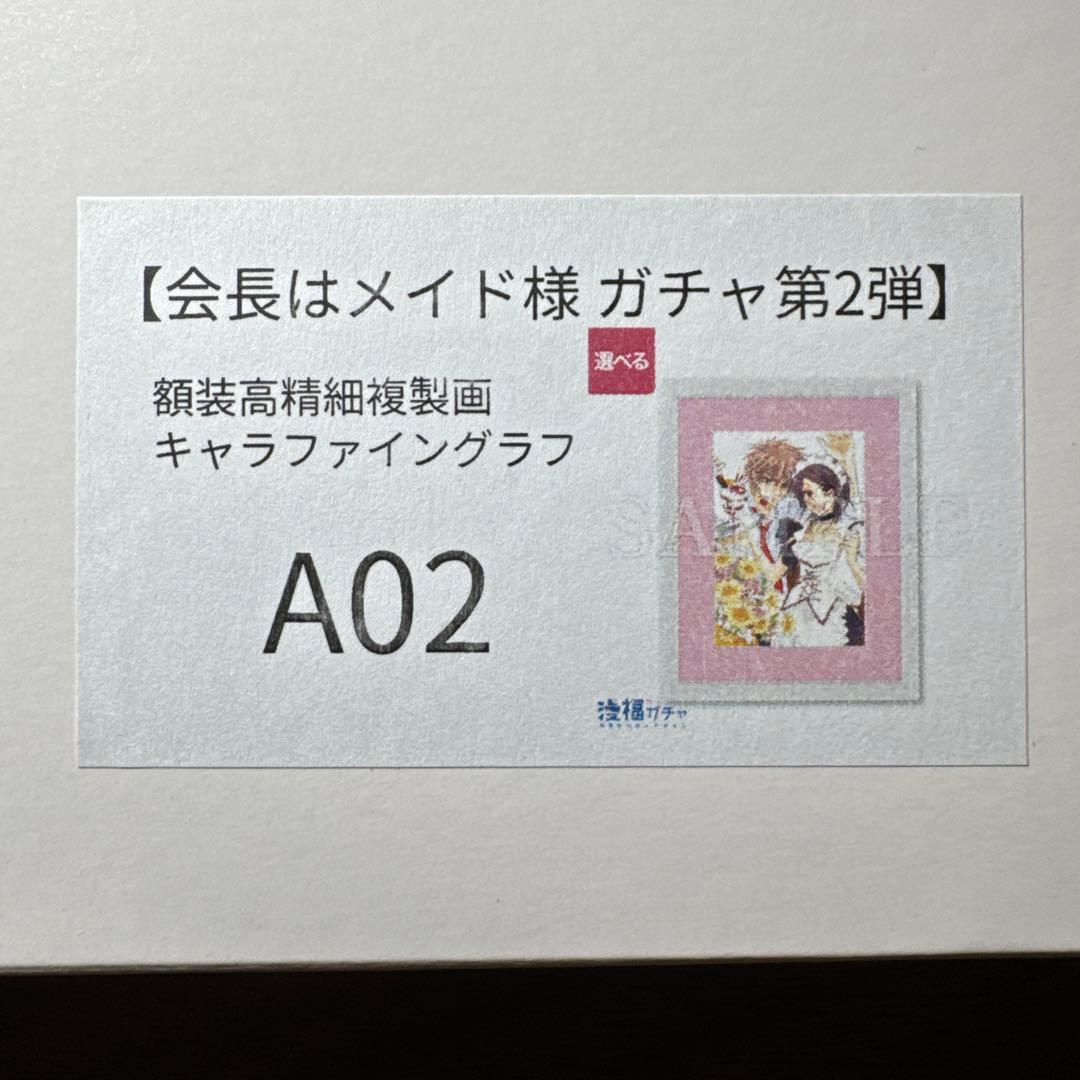 【会長はメイド様 ガチャ第2弾】
選べる
額装高精細複製画
キャラファイングラフ
A02
SAMPLE
漫福ガチャ